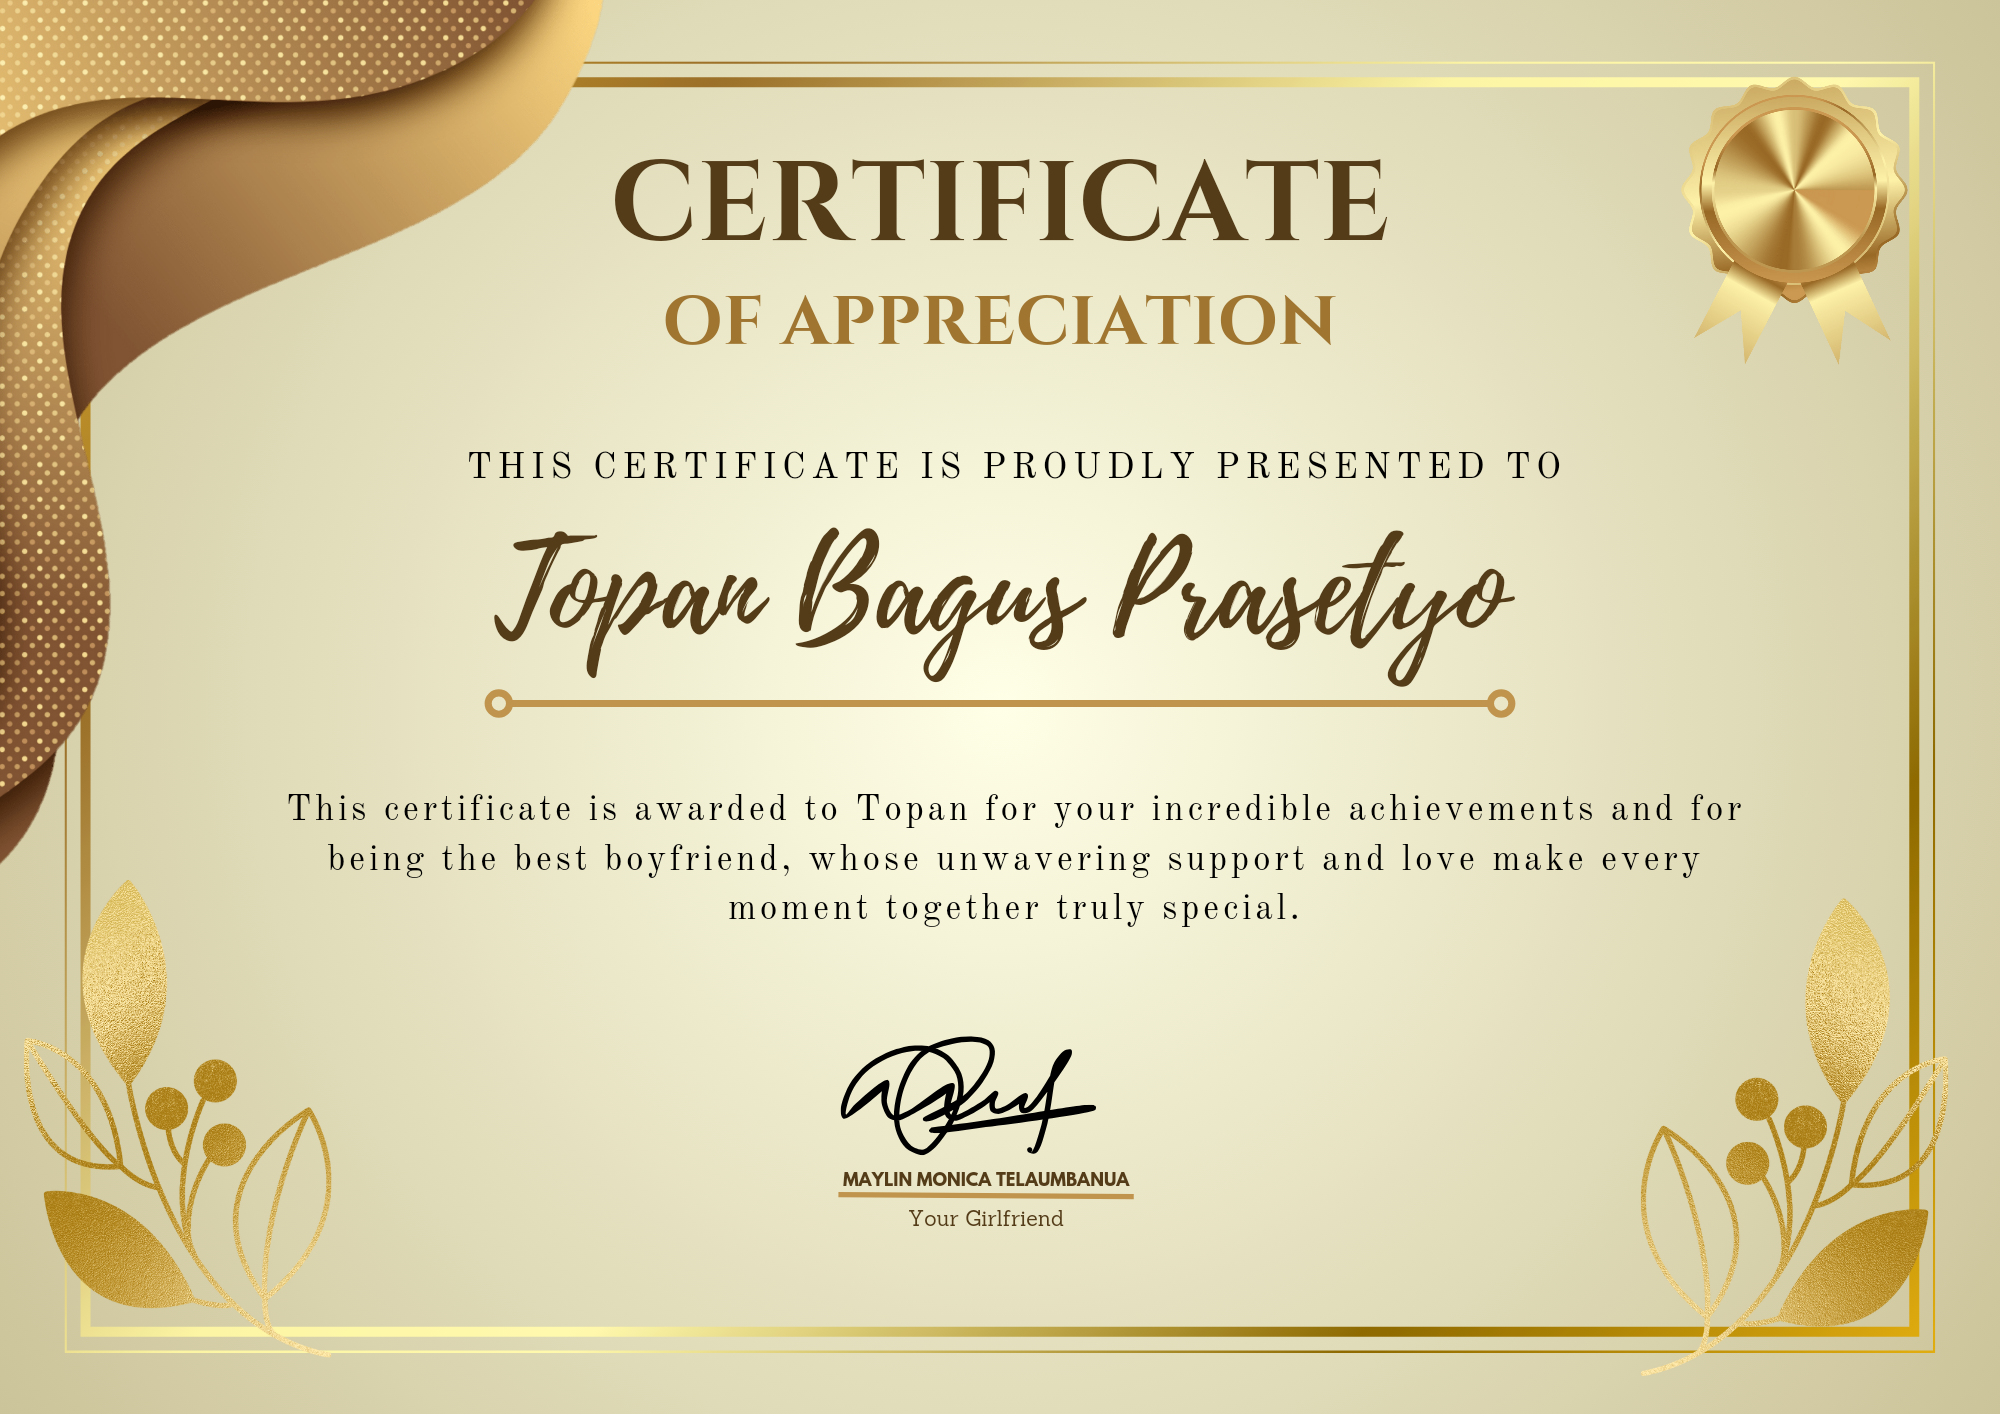 CERTIFICATE
OF APPRECIATION
THIS CERTIFICATE IS PROUDLY PRESENTED TO
Topan Bagus Prasetyo
This certificate is awarded to Topan for your incredible achievements and for
being the best boyfriend, whose unwavering support and love make every
moment together truly special.
MAYLIN MONICA TELAUMBANUA
Your Girlfriend